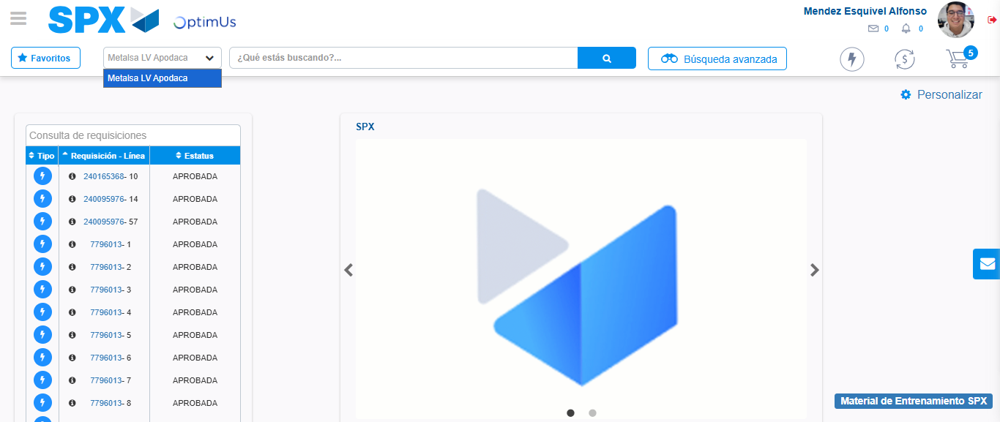 SPX OptimUs
Mendez Esquivel Alfonso
0 0
Favoritos
Metalsa LV Apodaca
¿Qué estás buscando?...
Búsqueda avanzada
$
5
Metalsa LV Apodaca
Personalizar
Consulta de requisiciones
Tipo Requisición - Línea Estatus
240165368- 10 APROBADA
240095976- 14 APROBADA
240095976- 57 APROBADA
7796013- 1 APROBADA
7796013- 2 APROBADA
7796013- 3 APROBADA
7796013- 4 APROBADA
7796013- 5 APROBADA
7796013- 6 APROBADA
7796013- 7 APROBADA
7796013- 8 APROBADA
SPX
Material de Entrenamiento SPX